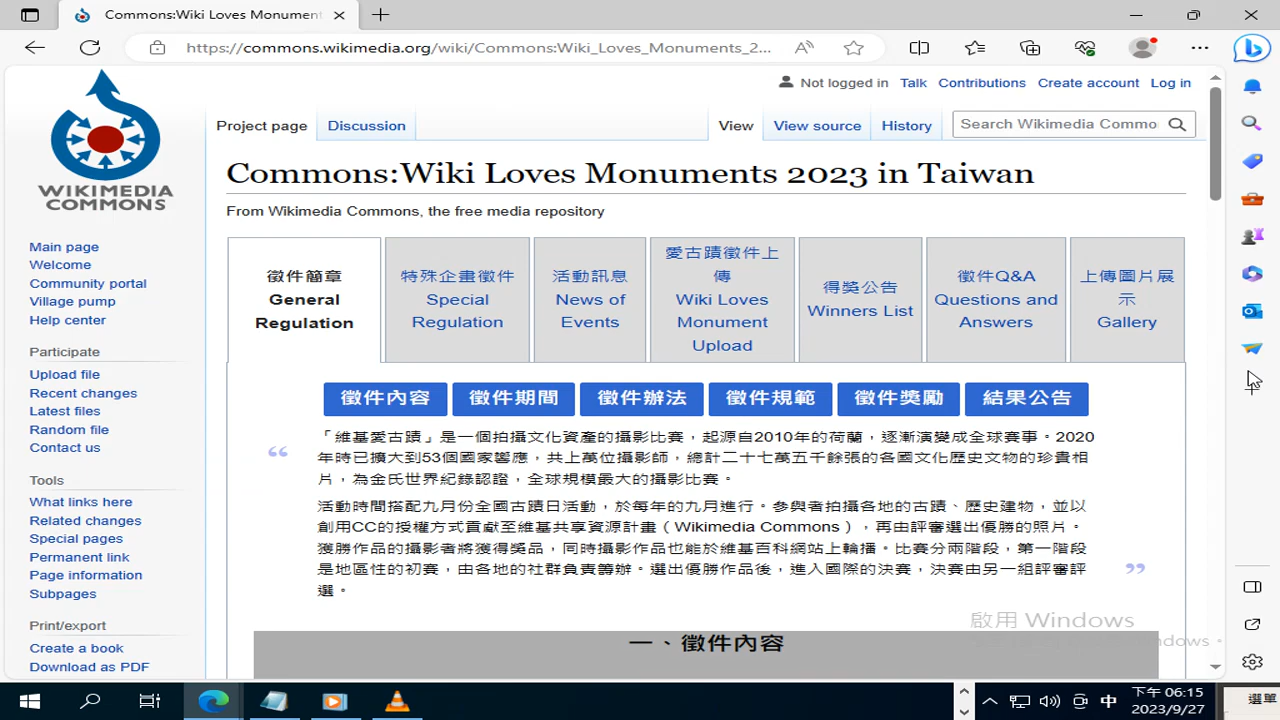 Commons:Wiki Loves Monument
https://commons.wikimedia.org/wiki/Commons:Wiki_Loves_Monuments_2...
Not logged in Talk Contributions Create account Log in
Project page Discussion View View source History Search Wikimedia Commo
WIKIMEDIA
COMMONS
Commons:Wiki Loves Monuments 2023 in Taiwan
From Wikimedia Commons, the free media repository
Main page
Welcome
Community portal
Village pump
Help center
Participate
Upload file
Recent changes
Latest files
Random file
Contact us
Tools
What links here
Related changes
Special pages
Permanent link
Page information
Subpages
Print/export
Create a book
Download as PDF
徵件簡章
General
Regulation
特殊企畫徵件
Special
Regulation
活動訊息
News of
Events
愛古蹟徵件上
傳
Wiki Loves
Monument
Upload
得獎公告
Winners List
徵件Q&A
Questions and
Answers
上傳圖片展
示
Gallery
徵件內容 徵件期間 徵件辦法 徵件規範 徵件獎勵 結果公告
「維基愛古蹟」是一個拍攝文化資產的攝影比賽，起源自2010年的荷蘭，逐漸演變成全球賽事。2020
年時已擴大到53個國家響應，共上萬位攝影師，總計二十七萬五千餘張的各國文化歷史文物的珍貴相
片，為金氏世界紀錄認證，全球規模最大的攝影比賽。
活動時間搭配九月份全國古蹟日活動，於每年的九月進行。參與者拍攝各地的古蹟、歷史建物，並以
創用CC的授權方式貢獻至維基共享資源計畫（Wikimedia Commons），再由評審選出優勝的照片。
獲勝作品的攝影者將獲得獎品，同時攝影作品也能於維基百科網站上輪播。比賽分兩階段，第一階段
是地區性的初賽，由各地的社群負責籌辦。選出優勝作品後，進入國際的決賽，決賽由另一組評審評
選。
一、徵件內容
啟用 Windows
中
下午 06:15
2023/9/27
選單